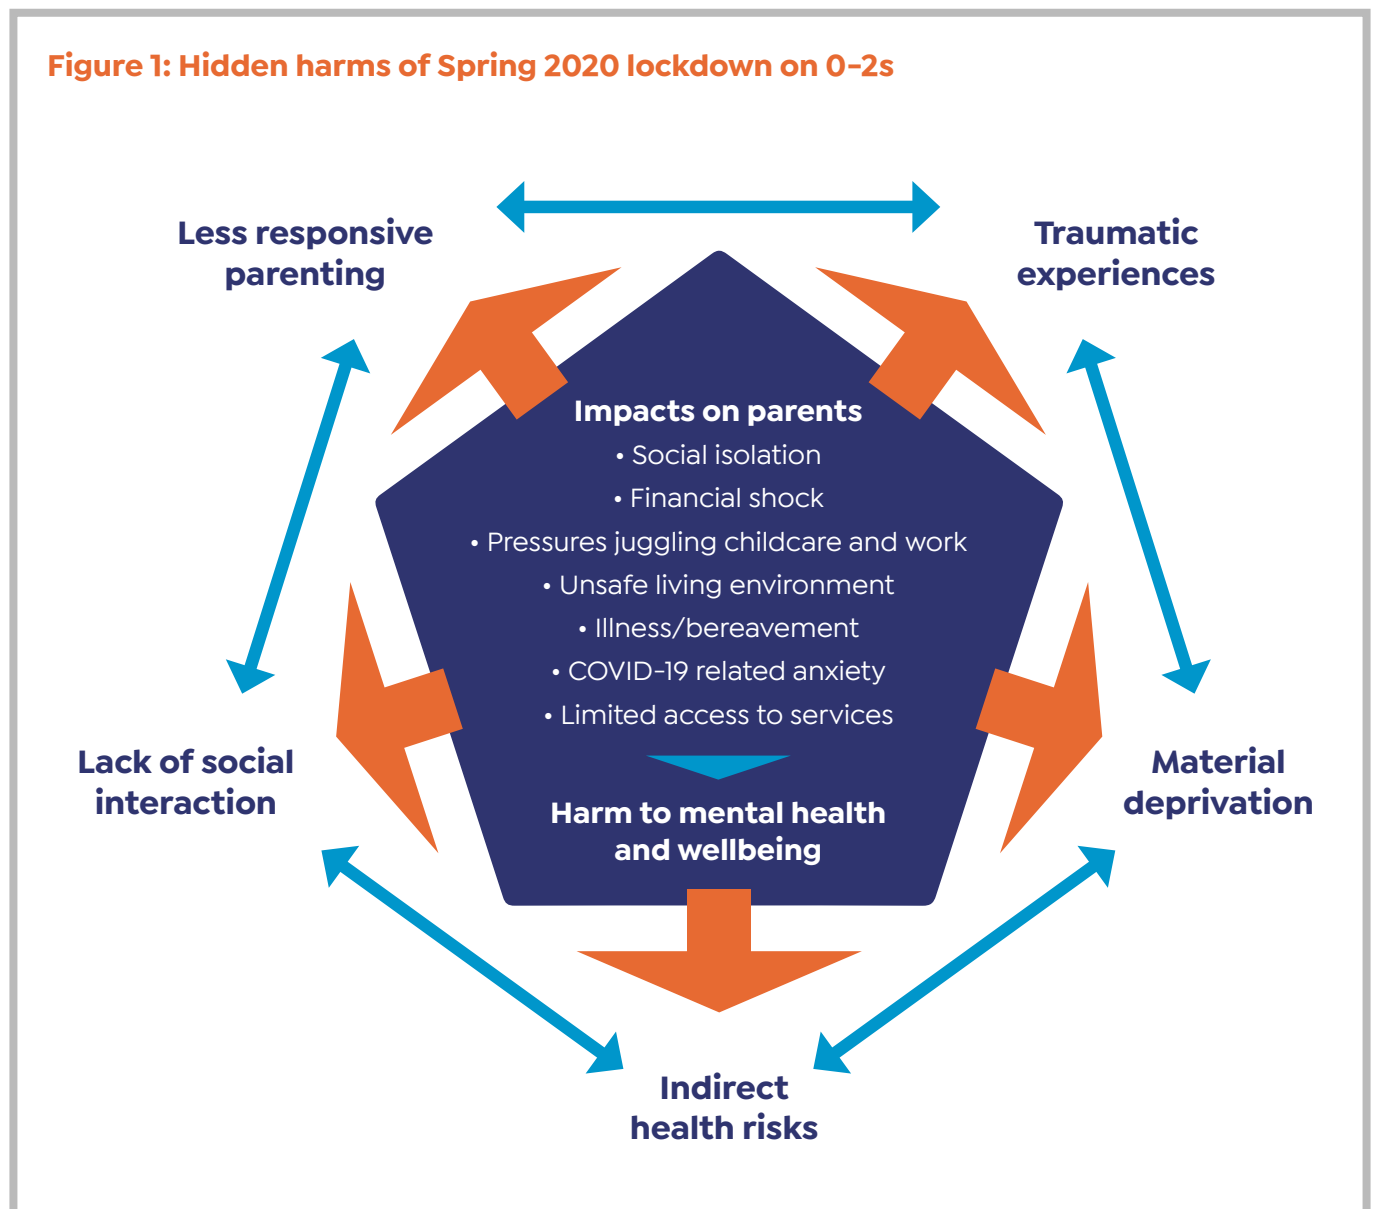 Figure 1: Hidden harms of Spring 2020 lockdown on 0-2s
Less responsive
parenting
Traumatic
experiences
Impacts on parents
• Social isolation
• Financial shock
• Pressures juggling childcare and work
• Unsafe living environment
• Illness/bereavement
• COVID-19 related anxiety
• Limited access to services
Harm to mental health
and wellbeing
Lack of social
interaction
Material
deprivation
Indirect
health risks